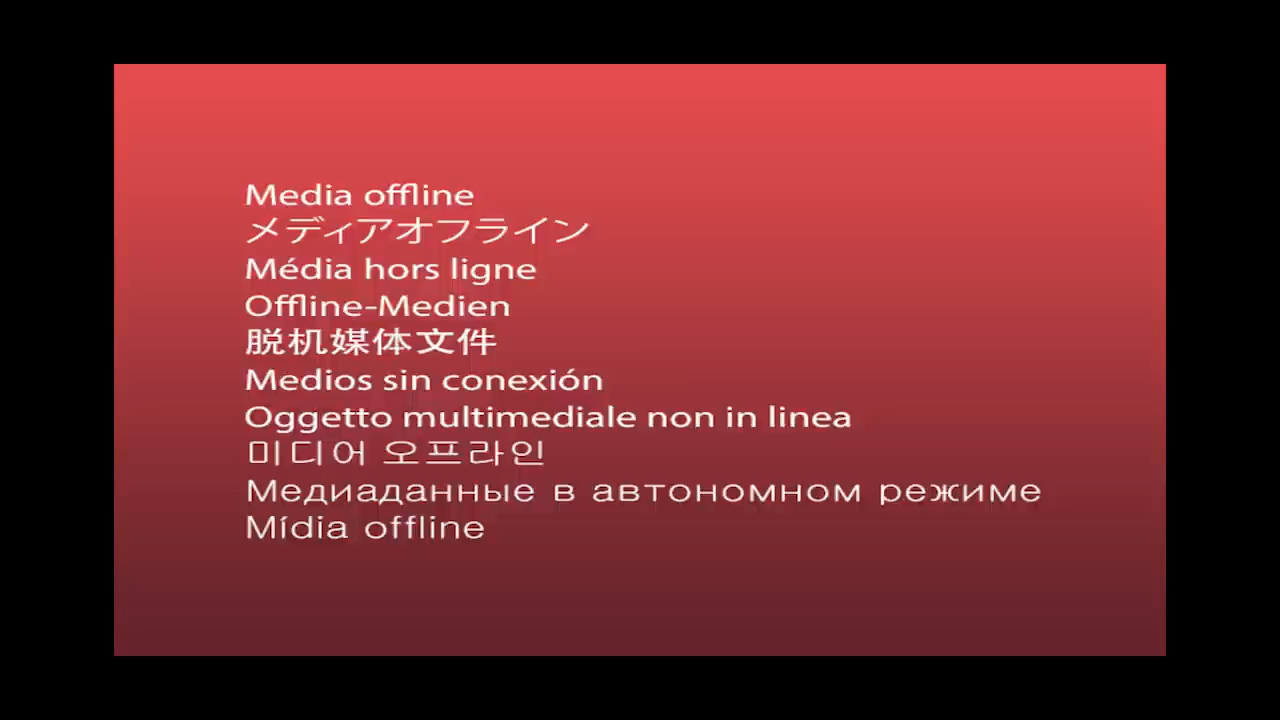 Media offline
メディアオフライン
Média hors ligne
Offline-Medien
脱机媒体文件
Medios sin conexión
Oggetto multimediale non in linea
미디어 오프라인
Медиаданные в автономном режиме
Mídia offline